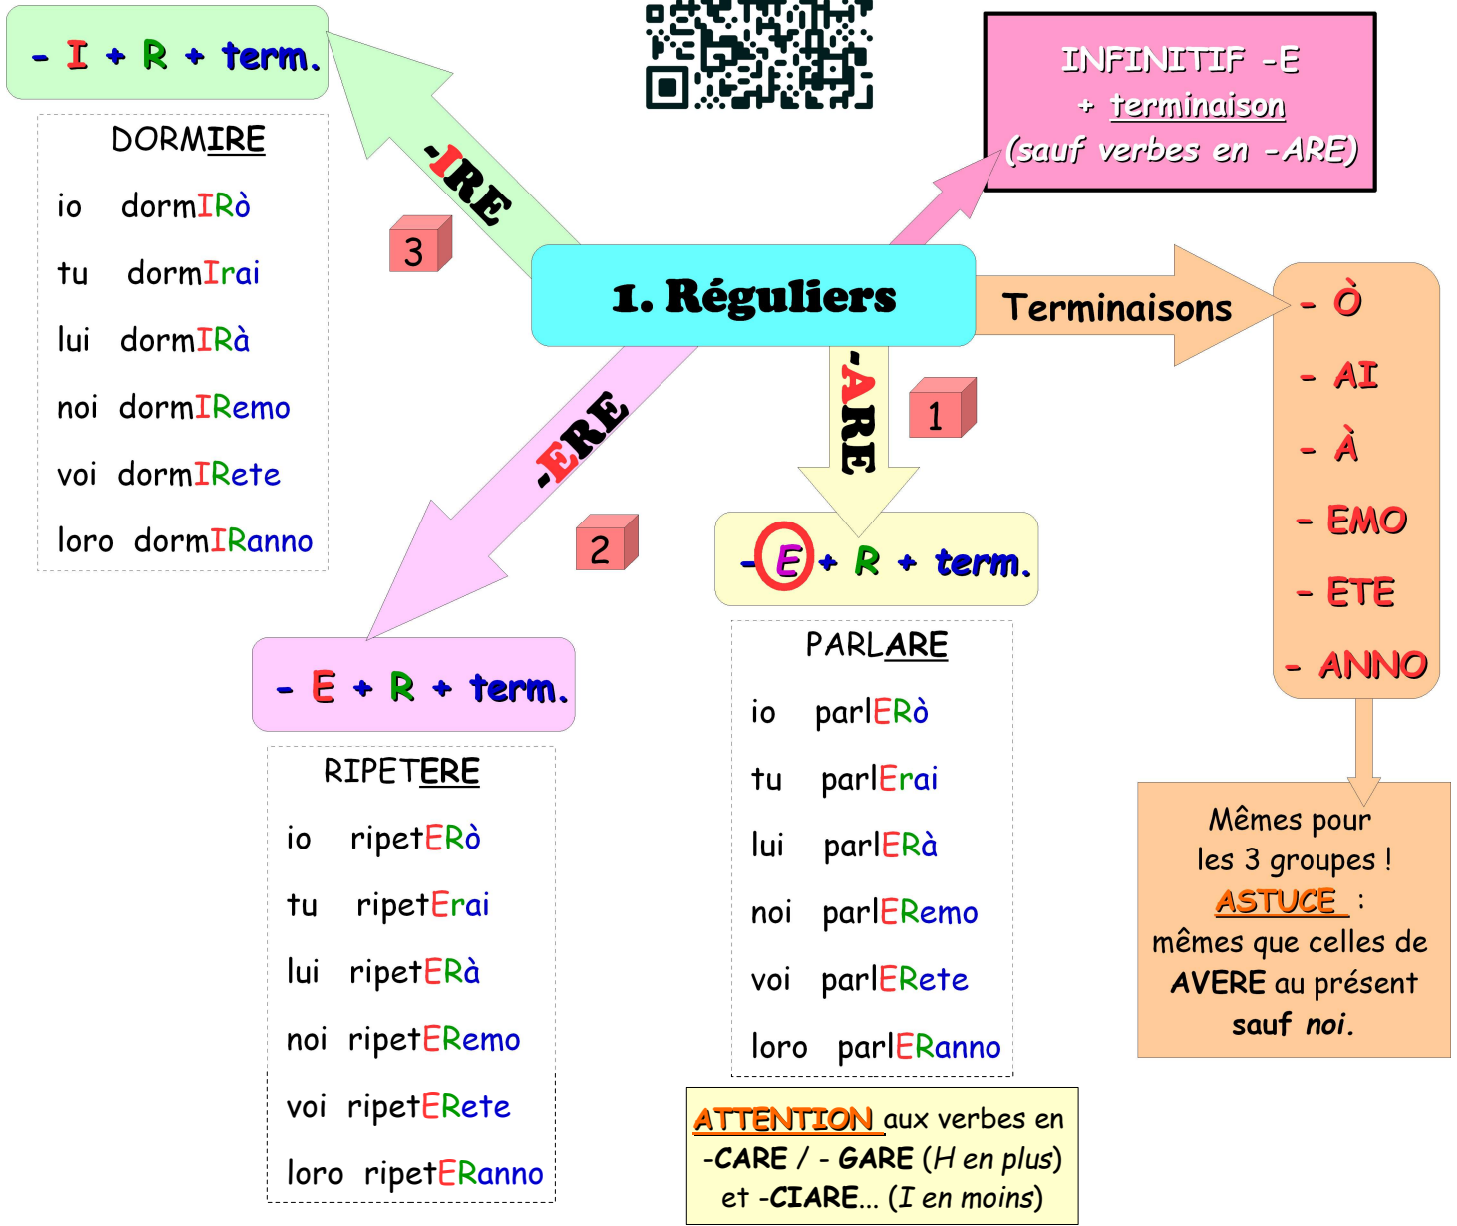 - I + R + term.
DORMIRE
io dormIRò
tu dormIrai
lui dormIRà
noi dormIRemo
voi dormIRete
loro dormIRanno
-IRE
3
INFINITIF -E
+ terminaison
(sauf verbes en -ARE)
1. Réguliers
Terminaisons
- Ò
- AI
- À
- EMO
- ETE
- ANNO
Mêmes pour
les 3 groupes !
ASTUCE :
mêmes que celles de
AVERE au présent
sauf noi.
-ERE
2
- E + R + term.
RIPETERE
io ripetERò
tu ripetErai
lui ripetERà
noi ripetERemo
voi ripetERete
loro ripetERanno
-ARE
1
- E + R + term.
PARLARE
io parlERò
tu parlErai
lui parlERà
noi parlERemo
voi parlERete
loro parlERanno
ATTENTION aux verbes en
-CARE / - GARE (H en plus)
et -CIARE... (I en moins)